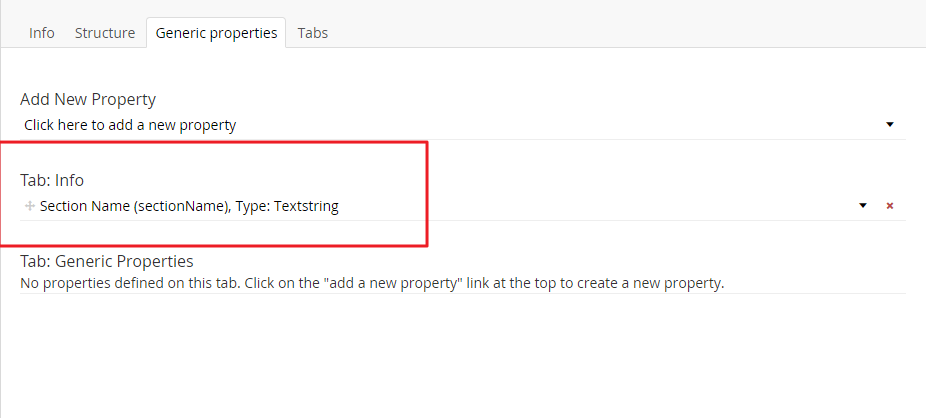 Info Structure Generic properties Tabs
Add New Property
Click here to add a new property
Tab: Info
Section Name (sectionName), Type: Textstring
Tab: Generic Properties
No properties defined on this tab. Click on the "add a new property" link at the top to create a new property.